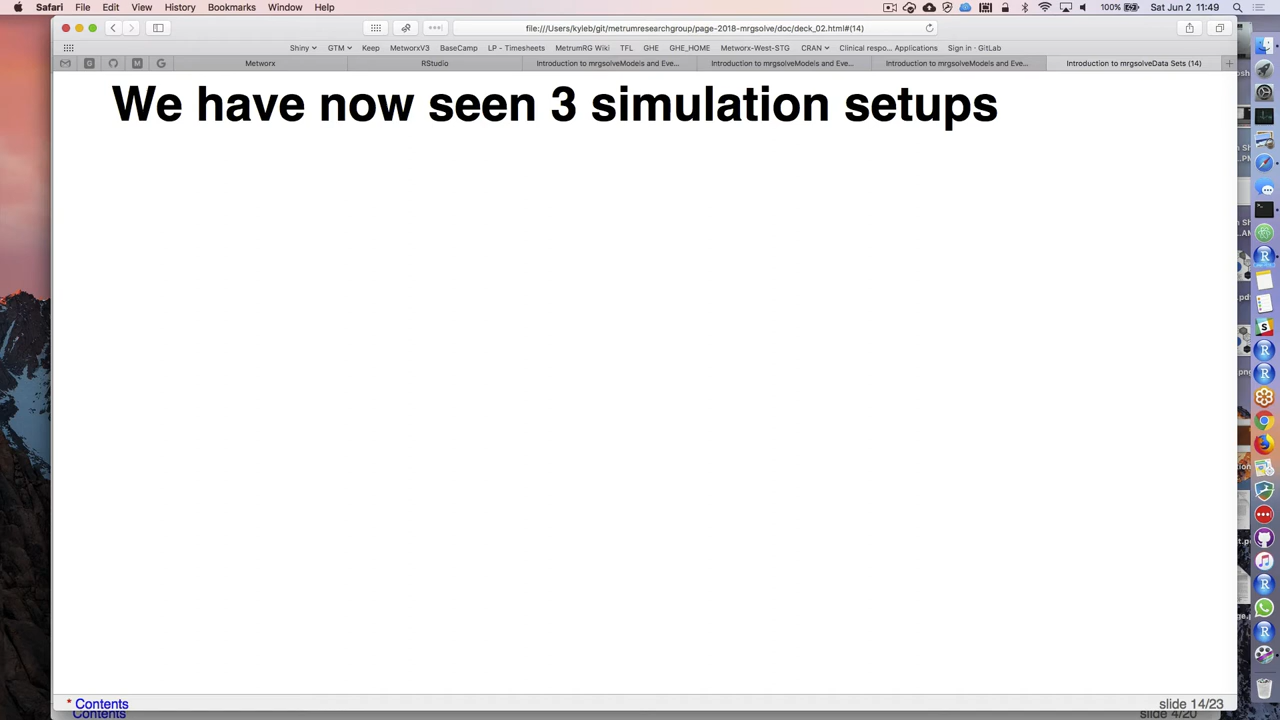 Safari File Edit View History Bookmarks Window Help 100% Sat Jun 2 11:49
file:///Users/kyleb/git/metrumresearchgroup/page-2018-mrgsolve/doc/deck_02.html#(14)
Shiny GTM Keep MetworxV3 BaseCamp LP - Timesheets MetrumRG Wiki TFL GHE GHE_HOME Metworx-West-STG CRAN Clinical respo... Applications Sign in · GitLab
Metworx RStudio Introduction to mrgsolveModels and Eve... Introduction to mrgsolveModels and Eve... Introduction to mrgsolveModels and Eve... Introduction to mrgsolveData Sets (14)
We have now seen 3 simulation setups
* Contents slide 14/23
Contents slide 4/20